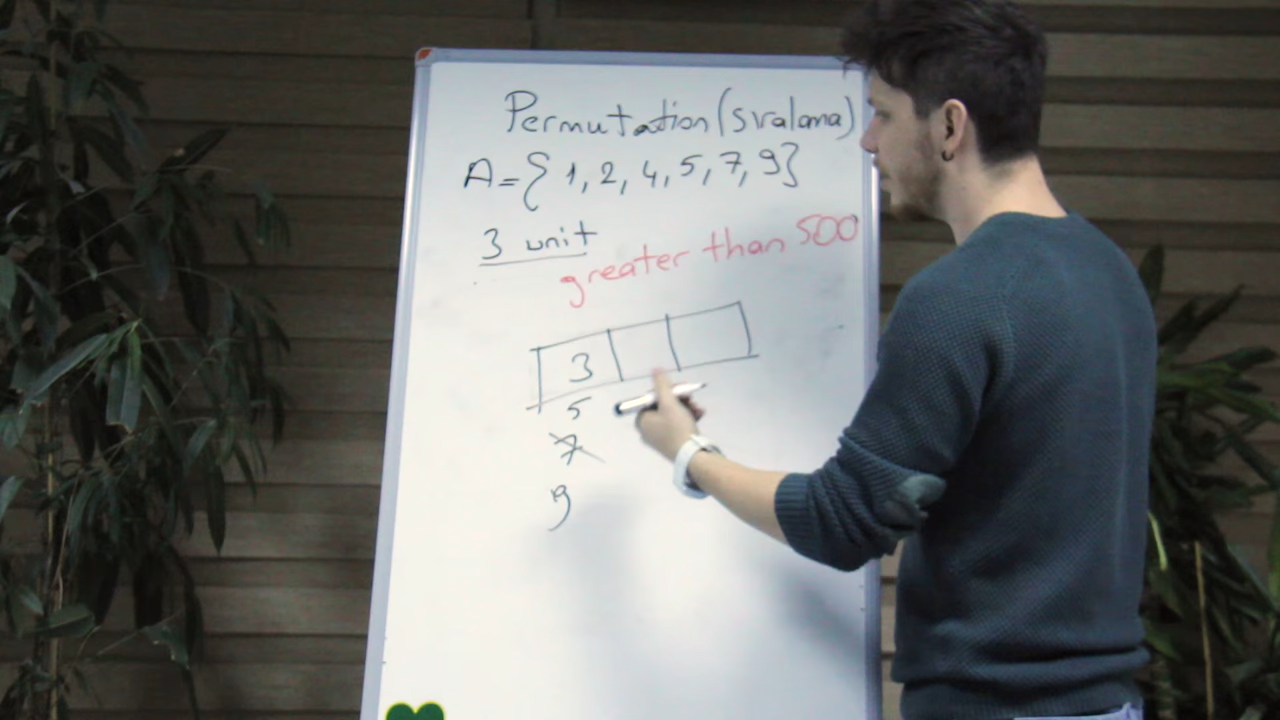 Permutation (sıralama)
A={1,2,4,5,7,9}
3 unit
greater than 500
3
5
7
9